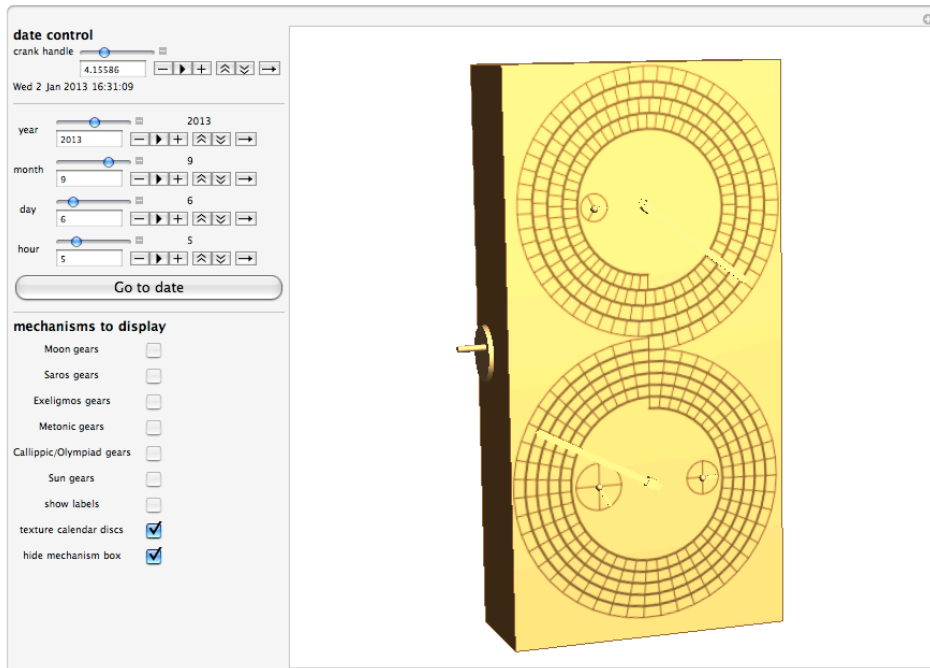 date control
crank handle
4.15586
Wed 2 Jan 2013 16:31:09
year 2013
2013
month 9
9
day 6
6
hour 5
5
Go to date
mechanisms to display
Moon gears
Saros gears
Exeligmos gears
Metonic gears
Callippic/Olympiad gears
Sun gears
show labels
texture calendar discs
hide mechanism box